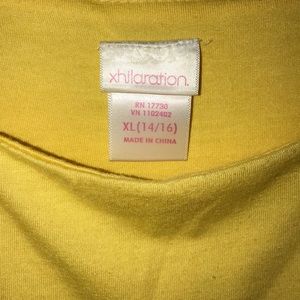 xhilaration.
RN 17730
VN 1102402
XL(14/16)
MADE IN CHINA